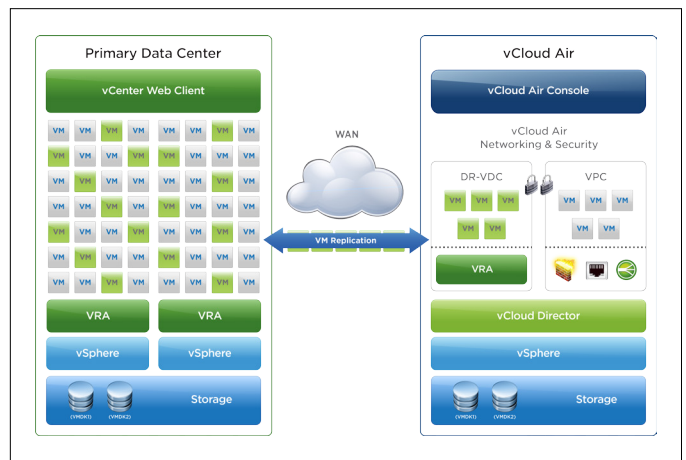 Primary Data Center
vCenter Web Client
VM VM VM VM VM VM VM VM
VM VM VM VM VM VM VM VM
VM VM VM VM VM VM VM VM
VM VM VM VM VM VM VM VM
VM VM VM VM VM VM VM VM
VM VM VM VM VM VM VM VM
VM VM VM VM VM VM VM VM
VRA VRA
vSphere vSphere
(VMDK1) (VMDK2) Storage
WAN
VM Replication
vCloud Air
vCloud Air Console
vCloud Air
Networking & Security
DR-VDC
VM VM VM
VM VM
VRA
VPC
VM VM VM
VM VM
vCloud Director
vSphere
(VMDK1) (VMDK2) Storage